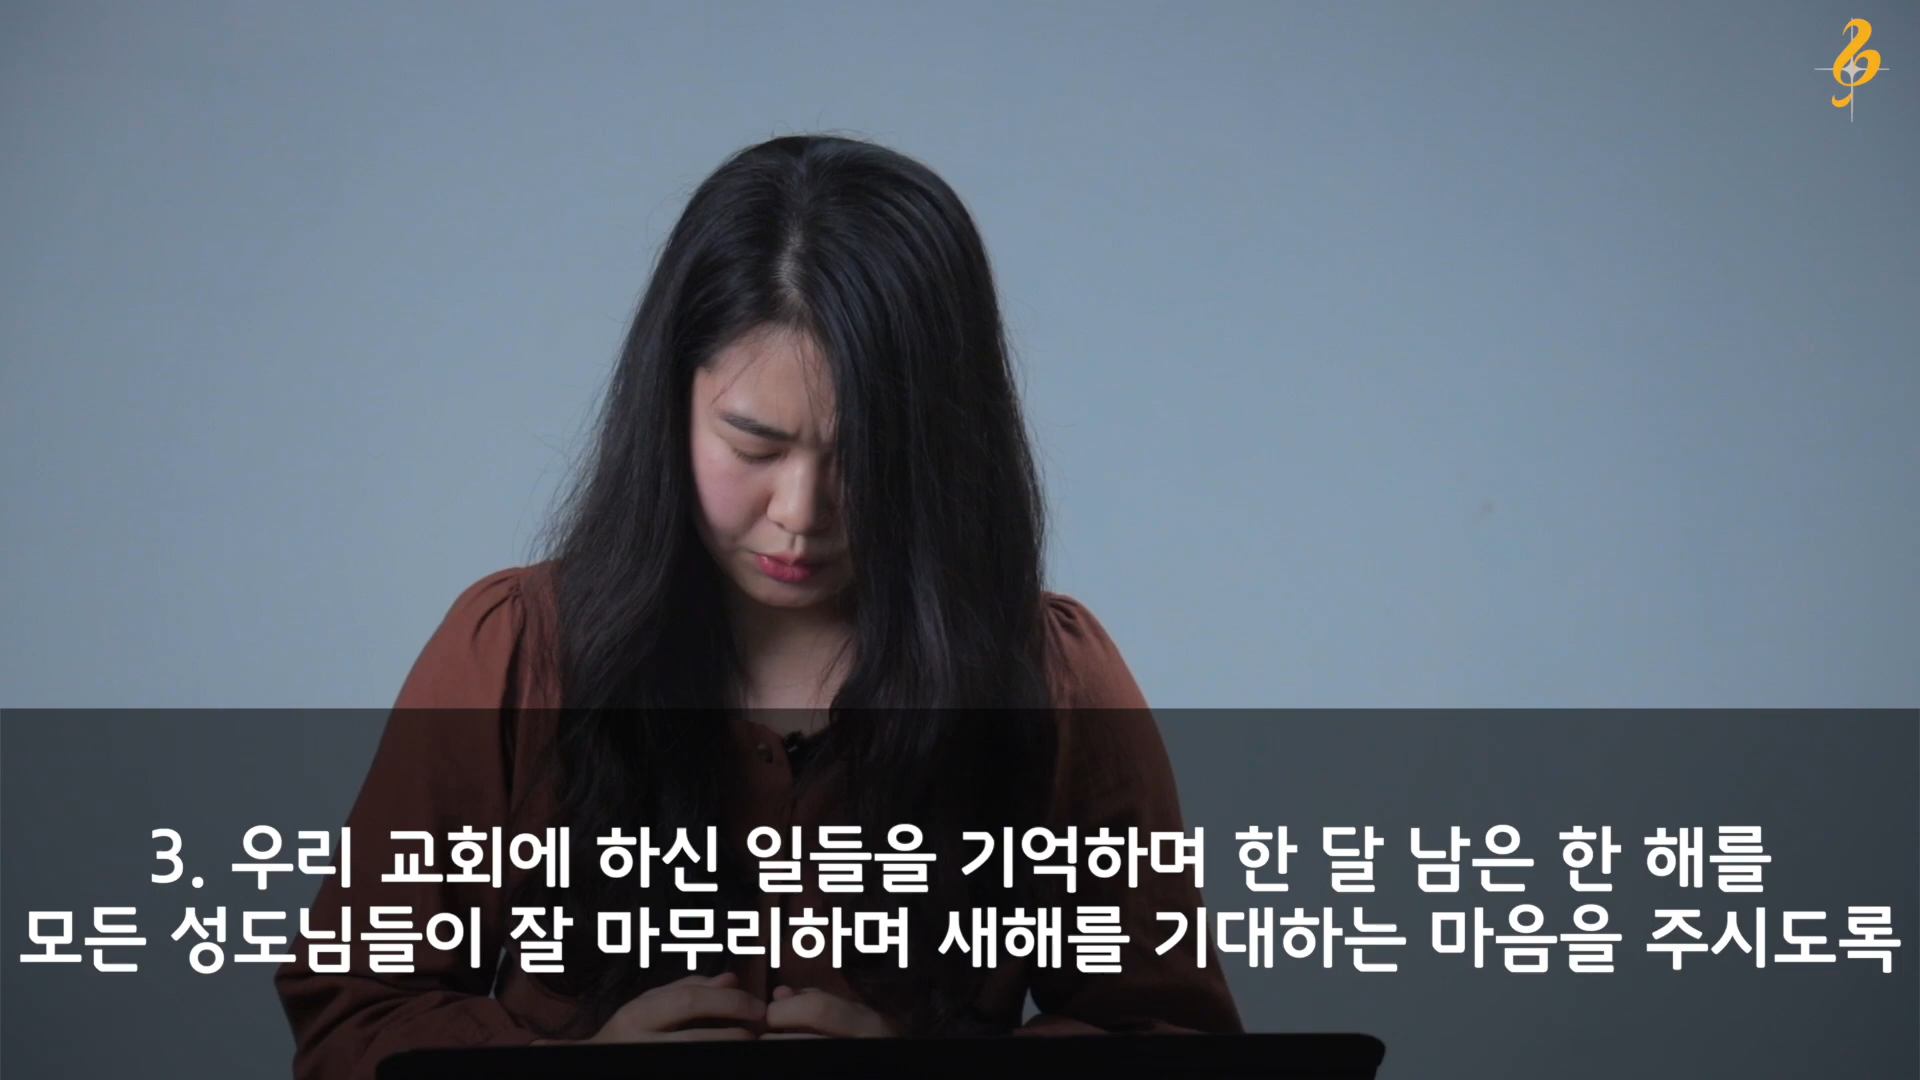 3. 우리 교회에 하신 일들을 기억하며 한 달 남은 한 해를
모든 성도님들이 잘 마무리하며 새해를 기대하는 마음을 주시도록